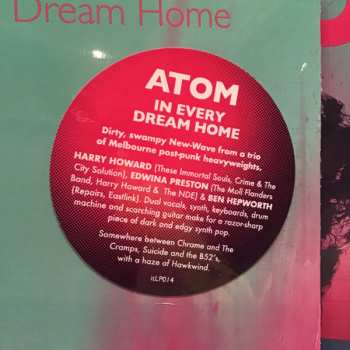 Dream Home
ATOM
IN EVERY
DREAM HOME
Dirty, swampy New-Wave from a trio
of Melbourne post-punk heavyweights,
HARRY HOWARD (These Immortal Souls, Crime & The
City Solution), EDWINA PRESTON (The Moll Flanders
Band, Harry Howard & The NDE) & BEN HEPWORTH
(Repairs, Eastlink). Dual vocals, synth, keyboards, drum
machine and scorching guitar make for a razor-sharp
piece of dark and edgy synth pop.
Somewhere between Chrome and The
Cramps, Suicide and the B52's,
with a haze of Hawkwind.
itLP014